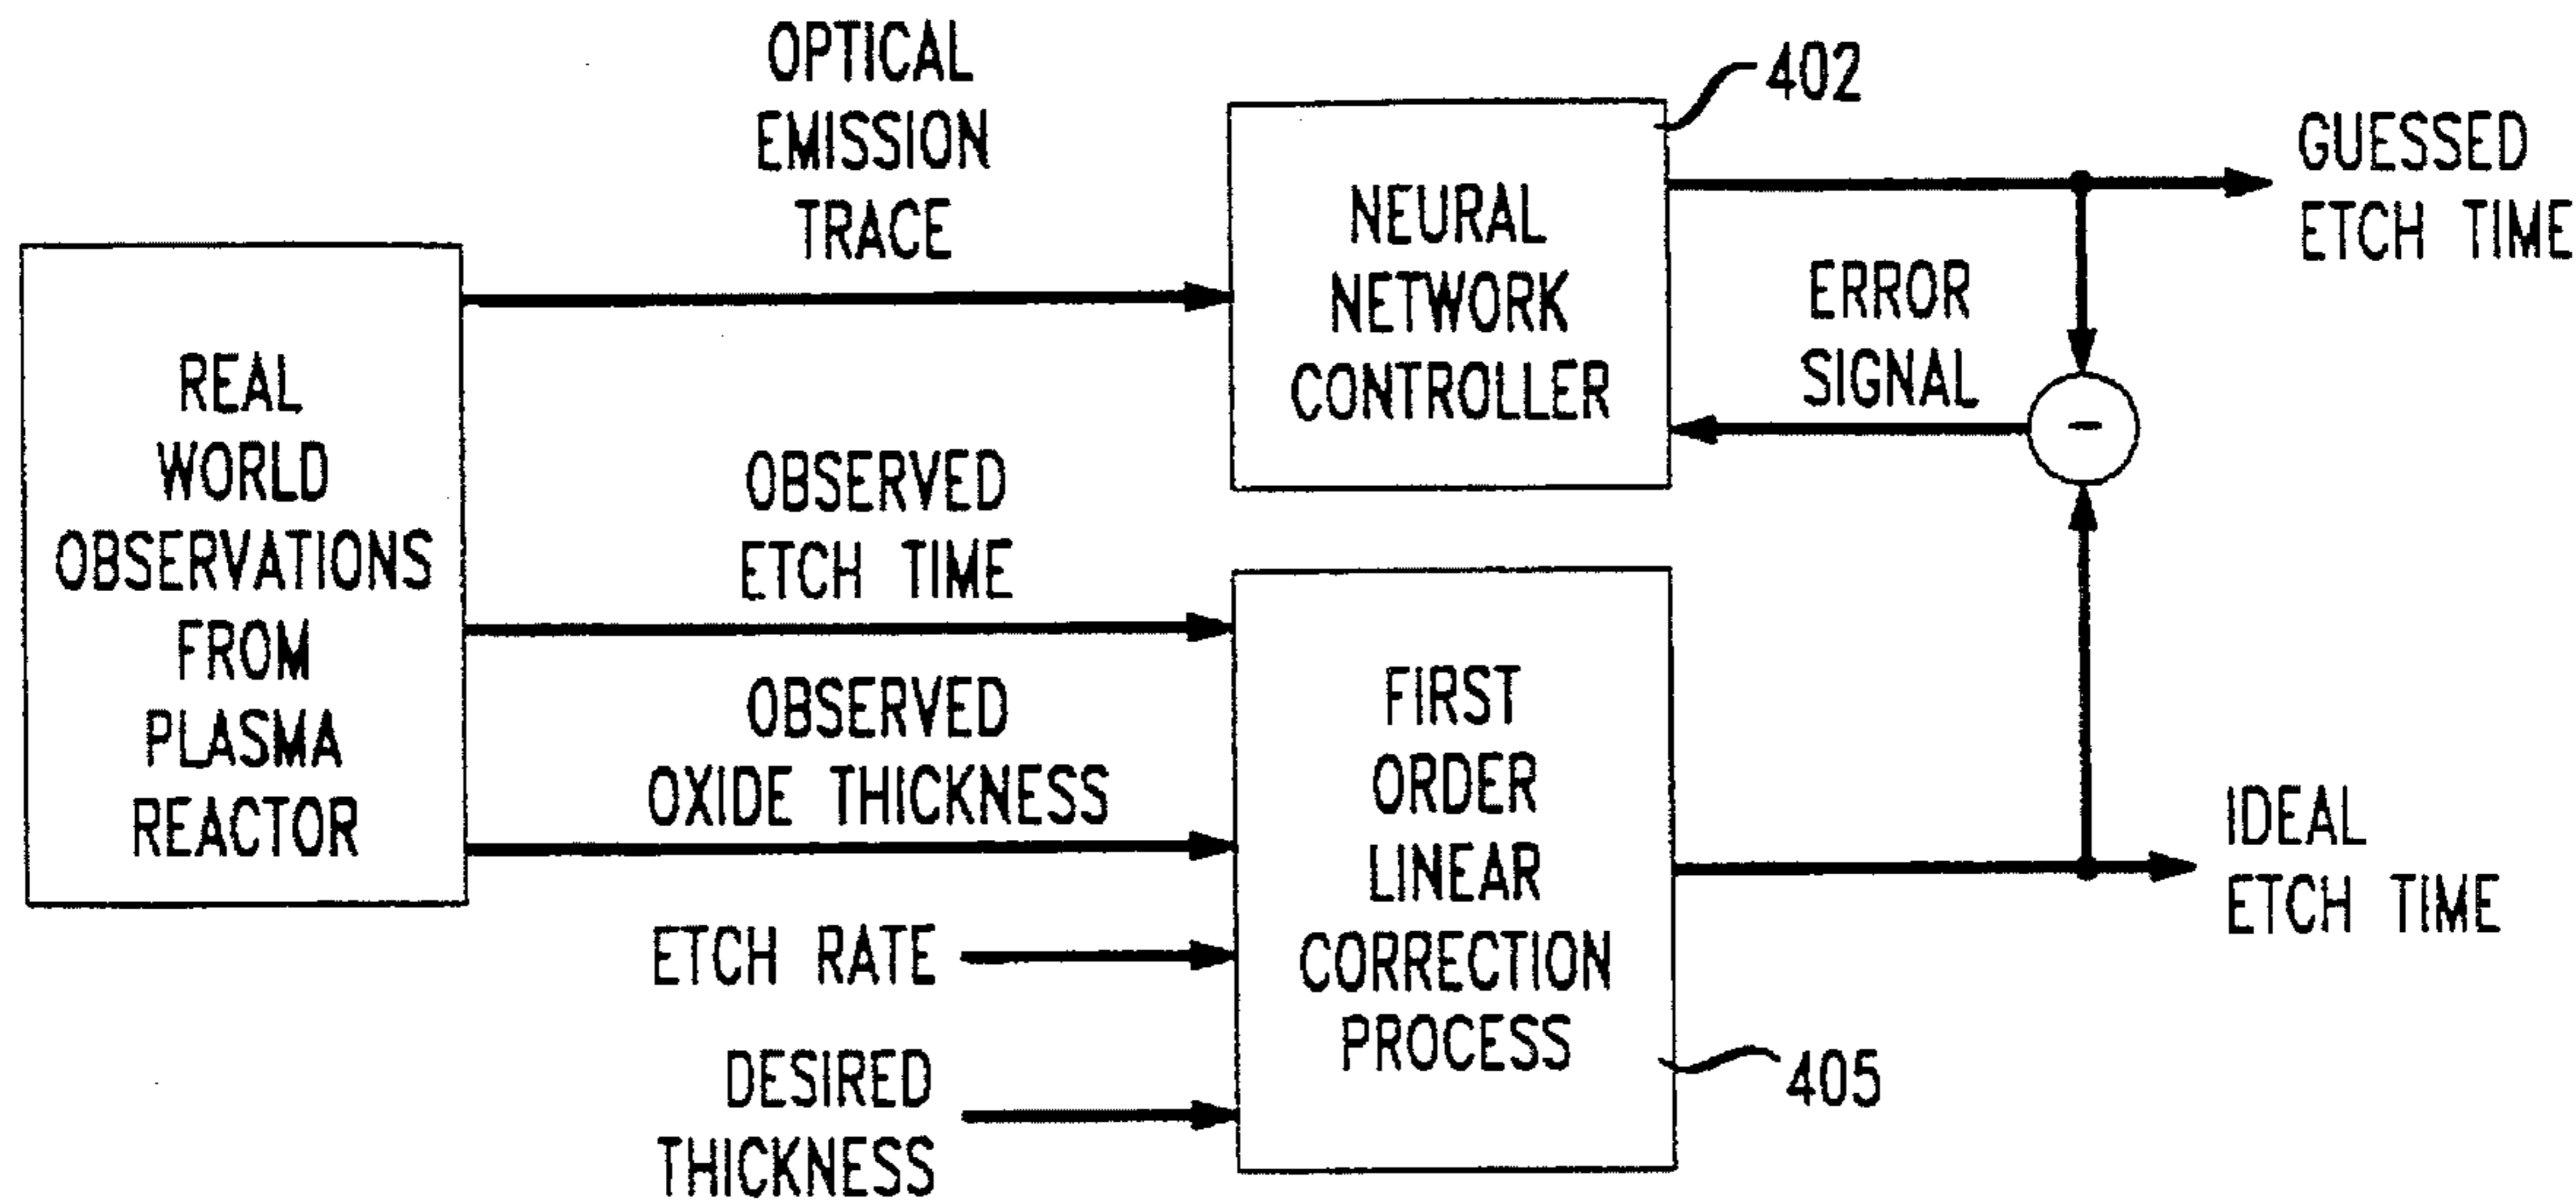 OPTICAL
EMISSION
TRACE
402
GUESSED
ETCH TIME
NEURAL
NETWORK
CONTROLLER
ERROR
SIGNAL
REAL
WORLD
OBSERVATIONS
FROM
PLASMA
REACTOR
OBSERVED
ETCH TIME
-
OBSERVED
OXIDE THICKNESS
FIRST
ORDER
LINEAR
CORRECTION
PROCESS
IDEAL
ETCH TIME
ETCH RATE
DESIRED
THICKNESS
405